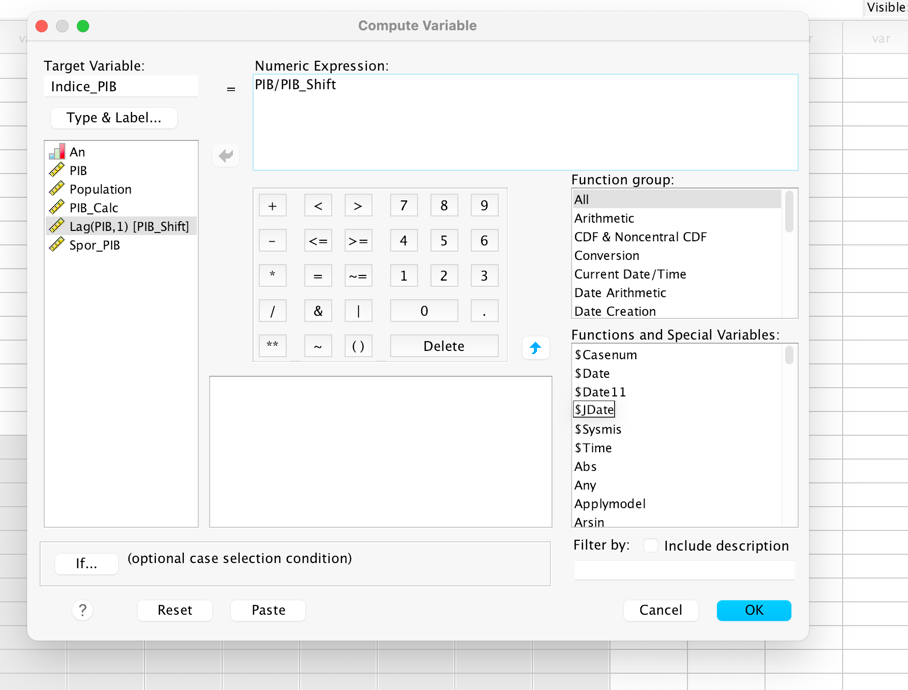 Visible
Compute Variable
var
Target Variable:
Indice_PIB
Type & Label...
=
Numeric Expression:
PIB/PIB_Shift
An
PIB
Population
PIB_Calc
Lag(PIB,1) [PIB_Shift]
Spor_PIB
+ < > 7 8 9
- <= >= 4 5 6
* = ~= 1 2 3
/ & | 0 .
** ~ () Delete
Function group:
All
Arithmetic
CDF & Noncentral CDF
Conversion
Current Date/Time
Date Arithmetic
Date Creation
Functions and Special Variables:
$Casenum
$Date
$Date11
$JDate
$Sysmis
$Time
Abs
Any
Applymodel
Arsin
If... (optional case selection condition)
Filter by: Include description
? Reset Paste Cancel OK